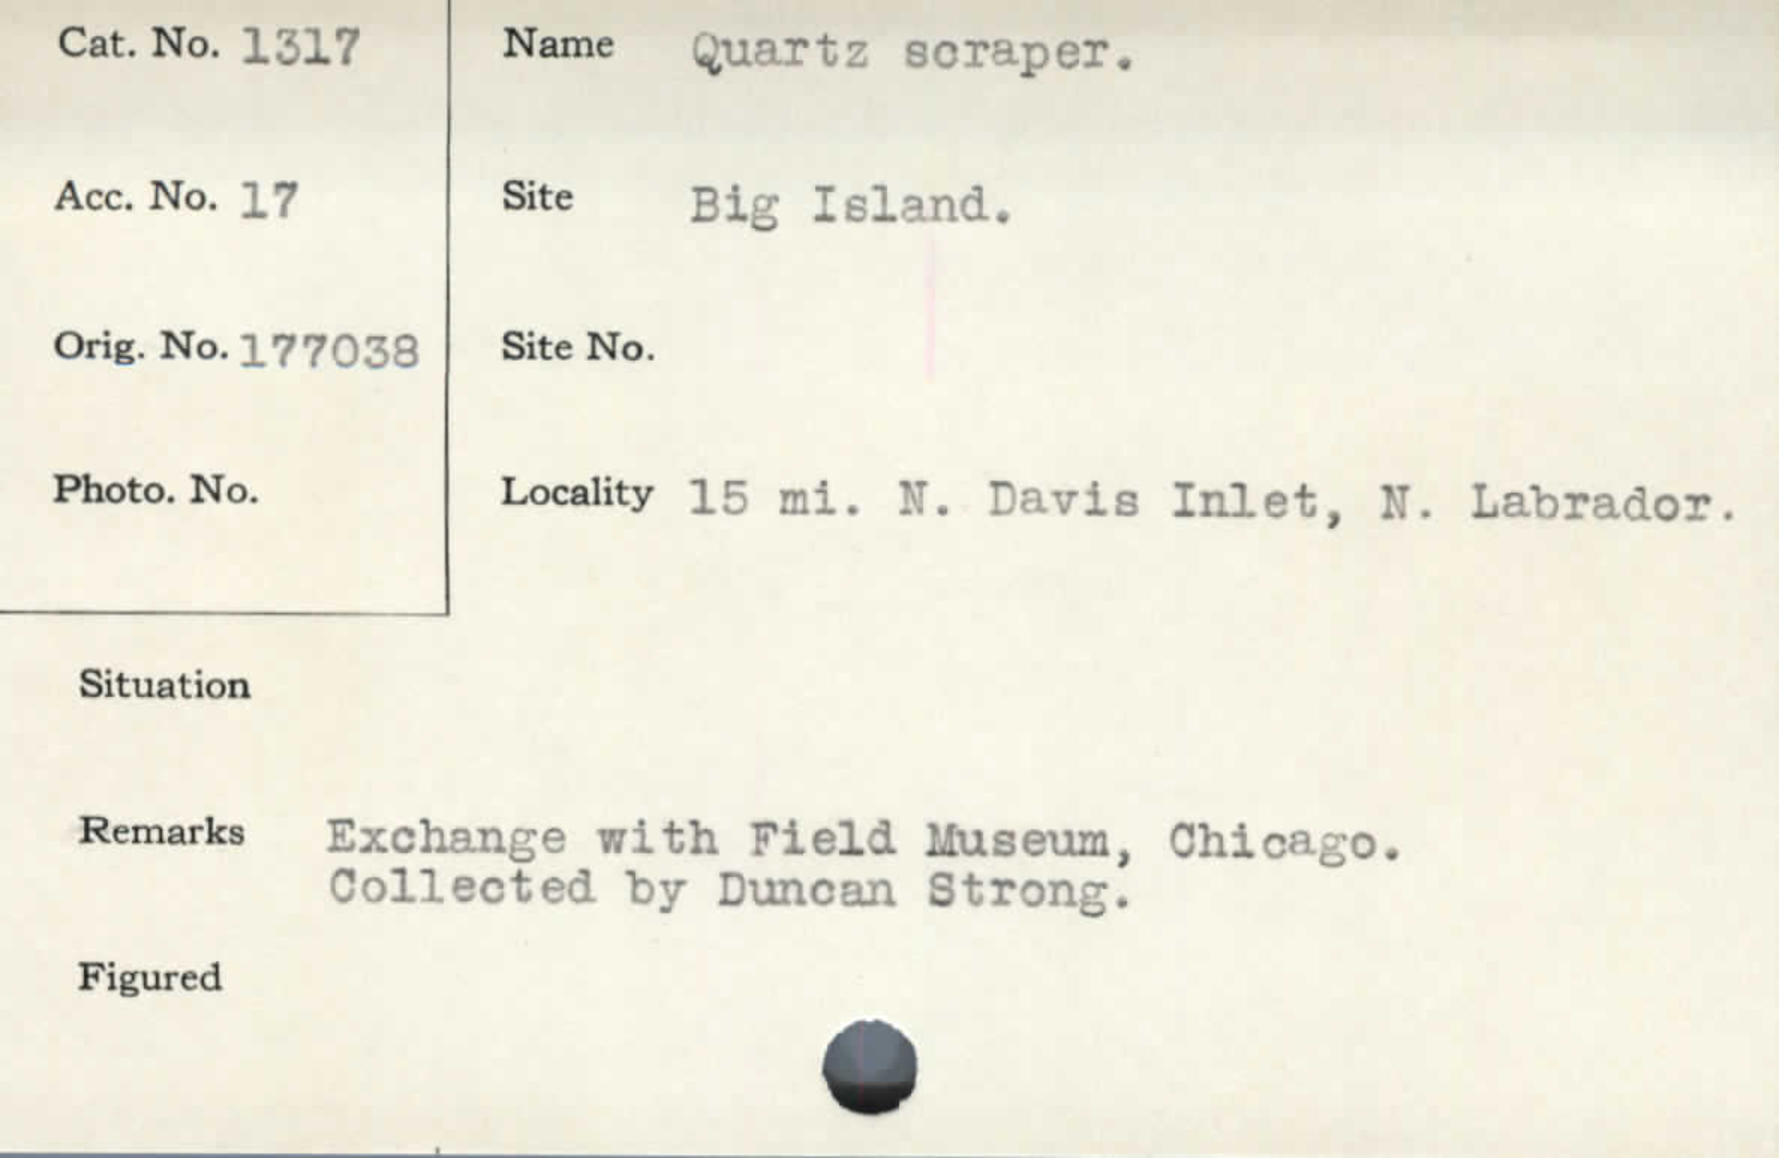 Cat. No. 1317
Name Quartz scraper.
Acc. No. 17
Site Big Island.
Orig. No. 177038
Site No.
Photo. No.
Locality 15 mi. N. Davis Inlet, N. Labrador.
Situation
Remarks Exchange with Field Museum, Chicago.
Collected by Duncan Strong.
Figured